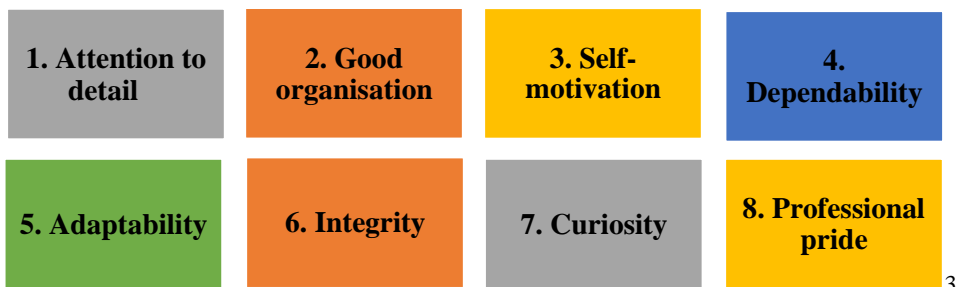 1. Attention to
detail
2. Good
organisation
3. Self-
motivation
4.
Dependability
5. Adaptability
6. Integrity
7. Curiosity
8. Professional
pride
3